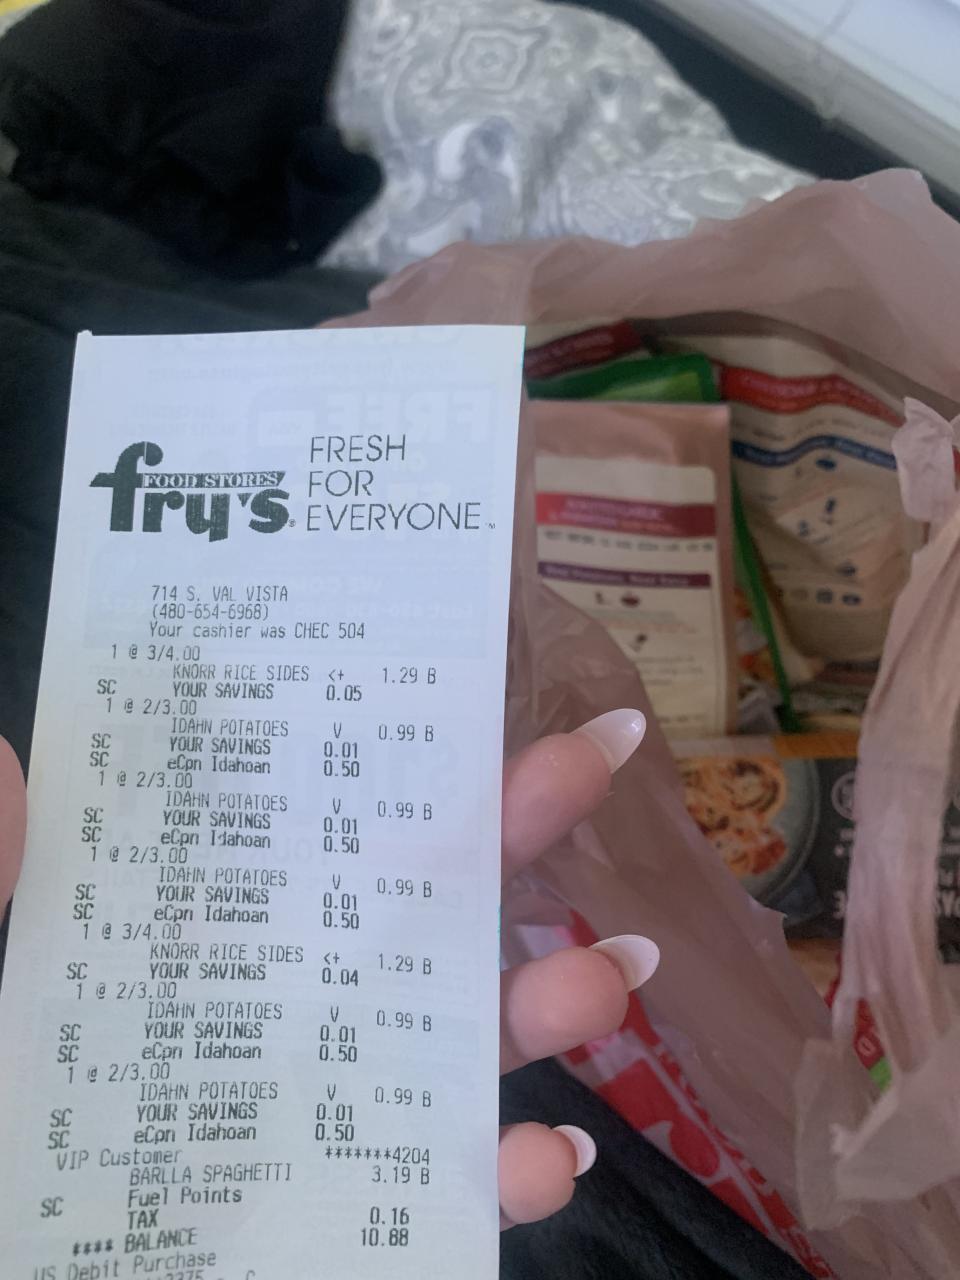 fry's FOOD STORES
FRESH
FOR
EVERYONE
714 S. VAL VISTA
(480-654-6968)
Your cashier was CHEC 504
1 @ 3/4.00
KNORR RICE SIDES <+ 1.29 B
SC YOUR SAVINGS 0.05
1 @ 2/3.00
IDAHN POTATOES V 0.99 B
SC YOUR SAVINGS 0.01
SC eCpn Idahoan 0.50
1 @ 2/3.00
IDAHN POTATOES V 0.99 B
SC YOUR SAVINGS 0.01
SC eCpn Idahoan 0.50
1 @ 2/3.00
IDAHN POTATOES V 0.99 B
SC YOUR SAVINGS 0.01
SC eCpn Idahoan 0.50
1 @ 3/4.00
KNORR RICE SIDES <+ 1.29 B
SC YOUR SAVINGS 0.04
1 @ 2/3.00
IDAHN POTATOES V 0.99 B
SC YOUR SAVINGS 0.01
SC eCpn Idahoan 0.50
1 @ 2/3.00
IDAHN POTATOES V 0.99 B
SC YOUR SAVINGS 0.01
SC eCpn Idahoan 0.50
VIP Customer *******4204
BARLLA SPAGHETTI 3.19 B
SC Fuel Points
TAX 0.16
**** BALANCE 10.88
US Debit Purchase